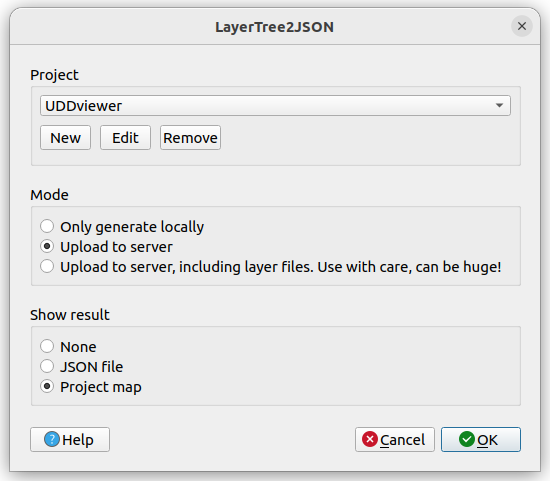 LayerTree2JSON
Project
UDDviewer
New Edit Remove
Mode
Only generate locally
Upload to server
Upload to server, including layer files. Use with care, can be huge!
Show result
None
JSON file
Project map
Help Cancel OK